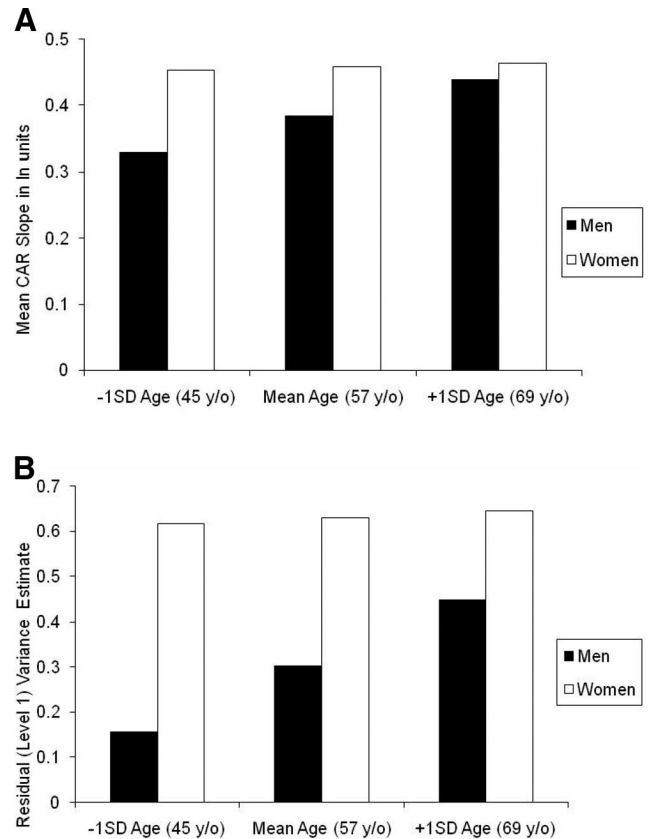 A
0.5
0.4
0.3
0.2
0.1
0
Mean CAR Slope in ln units
-1SD Age (45 y/o) Mean Age (57 y/o) +1SD Age (69 y/o)
Men
Women
B
0.7
0.6
0.5
0.4
0.3
0.2
0.1
0
Residual (Level 1) Variance Estimate
-1SD Age (45 y/o) Mean Age (57 y/o) +1SD Age (69 y/o)
Men
Women